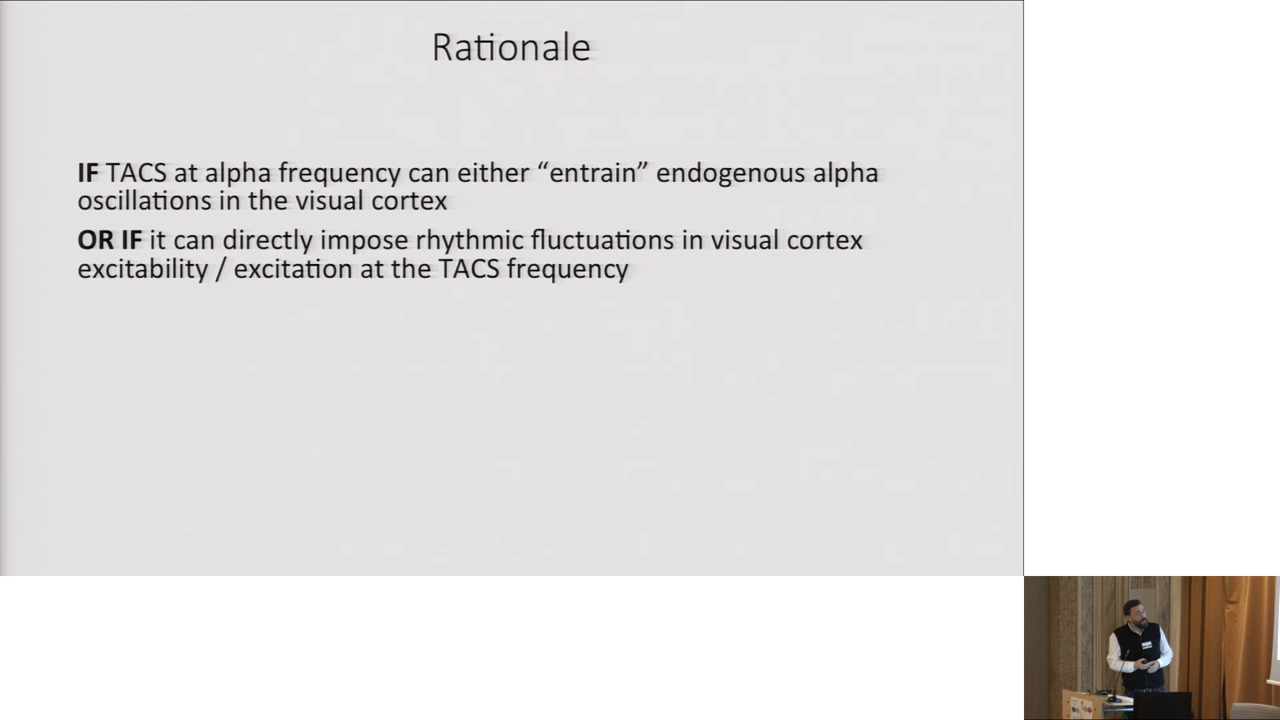 Rationale
IF TACS at alpha frequency can either “entrain” endogenous alpha
oscillations in the visual cortex
OR IF it can directly impose rhythmic fluctuations in visual cortex
excitability / excitation at the TACS frequency